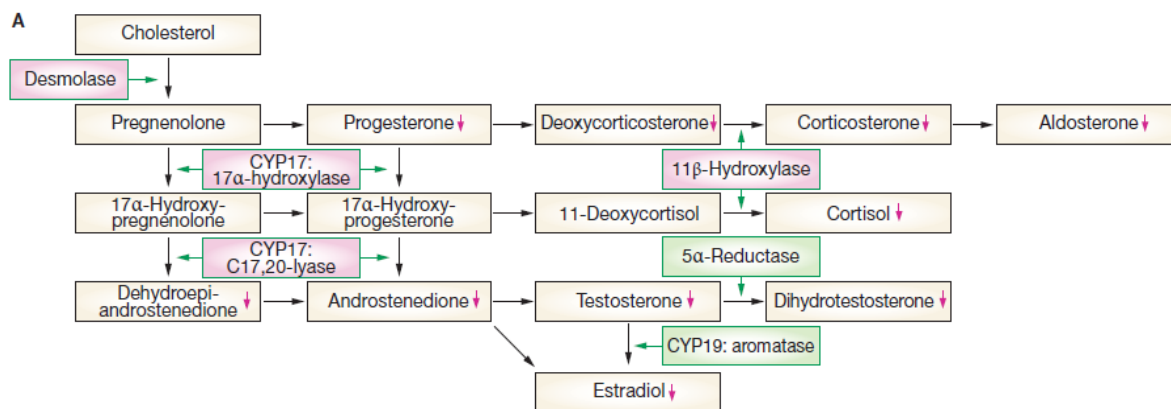 A
Cholesterol
Desmolase
Pregnenolone
Progesterone
Deoxycorticosterone
Corticosterone
Aldosterone
CYP17:
17α-hydroxylase
11β-Hydroxylase
17α-Hydroxy-
pregnenolone
17α-Hydroxy-
progesterone
11-Deoxycortisol
Cortisol
CYP17:
C17,20-lyase
5α-Reductase
Dehydroepi-
androstenedione
Androstenedione
Testosterone
Dihydrotestosterone
CYP19: aromatase
Estradiol